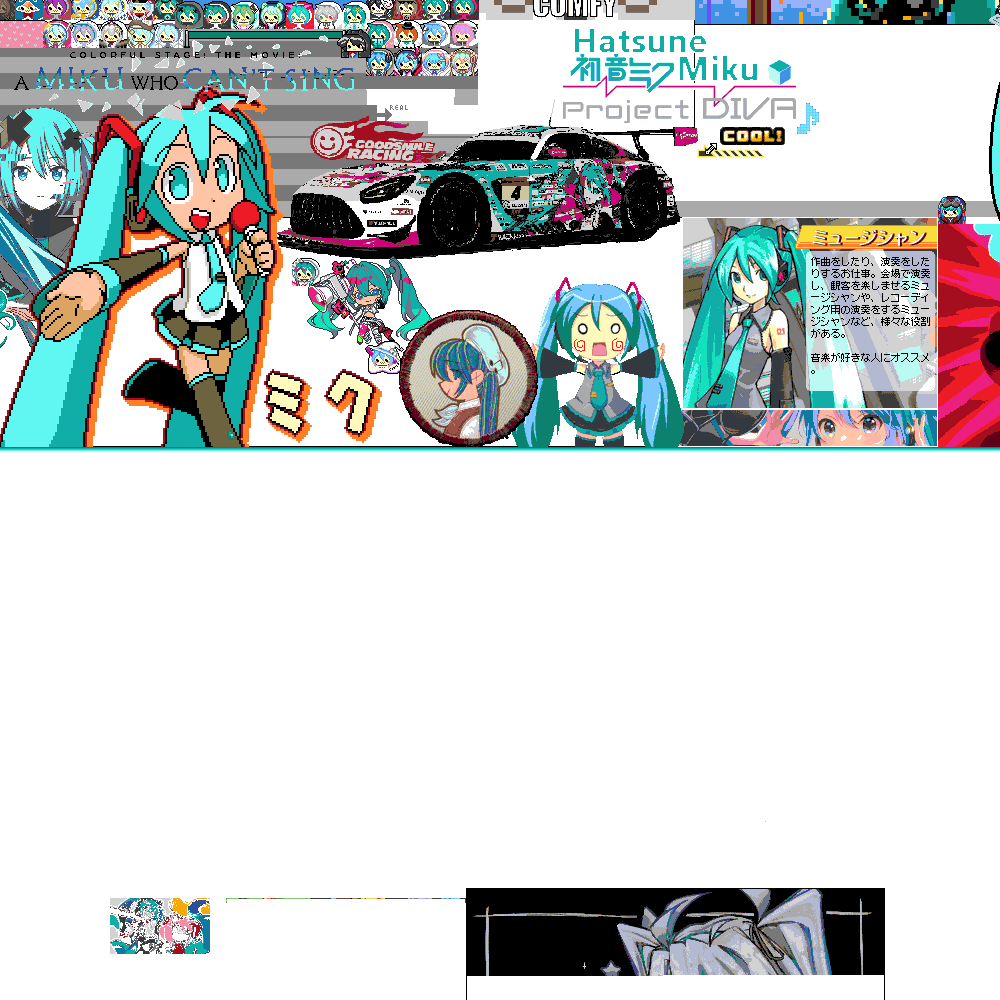 COMFY
COLORFUL STAGE! THE MOVIE:
A MIKU WHO CAN'T SING
REAL
Hatsune
初音ミク Miku
Project DIVA
COOL!
GOODSMILE
RACING
4
ミュージシャン
作曲をしたり、演奏をした
りするお仕事。会場で演奏
し、観客を楽しませるミュ
ージシャンや、レコーディ
ング用の演奏をするミュー
ジシャンなど、様々な役割
がある。
音楽が好きな人にオススメ
。
ミク